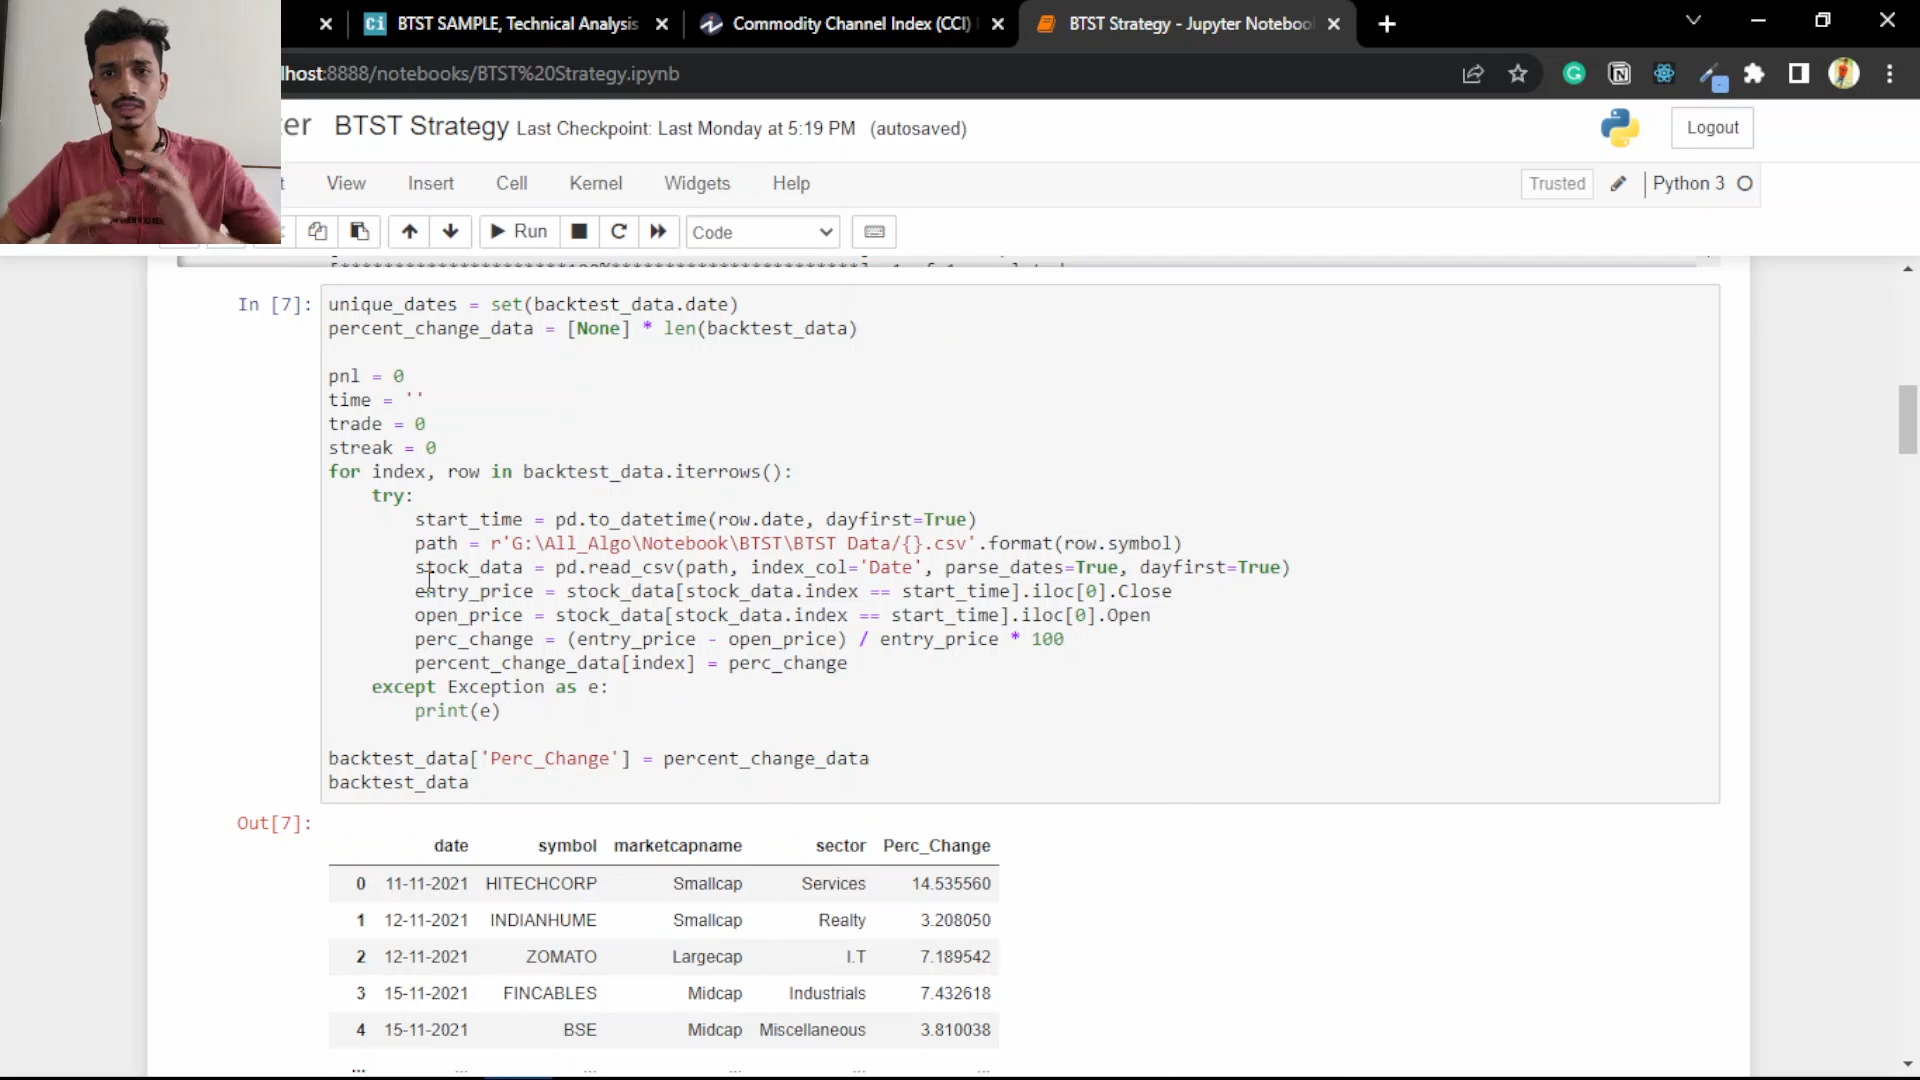 BTST SAMPLE, Technical Analysis
Commodity Channel Index (CCI)
BTST Strategy - Jupyter Noteboo
lhost:8888/notebooks/BTST%20Strategy.ipynb
er BTST Strategy Last Checkpoint: Last Monday at 5:19 PM (autosaved)
Logout
t View Insert Cell Kernel Widgets Help
Trusted Python 3
Run Code
In [7]: unique_dates = set(backtest_data.date)
percent_change_data = [None] * len(backtest_data)
pnl = 0
time = ''
trade = 0
streak = 0
for index, row in backtest_data.iterrows():
try:
start_time = pd.to_datetime(row.date, dayfirst=True)
path = r'G:\All_Algo\Notebook\BTST\BTST Data/{}.csv'.format(row.symbol)
stock_data = pd.read_csv(path, index_col='Date', parse_dates=True, dayfirst=True)
entry_price = stock_data[stock_data.index == start_time].iloc[0].Close
open_price = stock_data[stock_data.index == start_time].iloc[0].Open
perc_change = (entry_price - open_price) / entry_price * 100
percent_change_data[index] = perc_change
except Exception as e:
print(e)
backtest_data['Perc_Change'] = percent_change_data
backtest_data
Out[7]:
date symbol marketcapname sector Perc_Change
0 11-11-2021 HITECHCORP Smallcap Services 14.535560
1 12-11-2021 INDIANHUME Smallcap Realty 3.208050
2 12-11-2021 ZOMATO Largecap I.T 7.189542
3 15-11-2021 FINCABLES Midcap Industrials 7.432618
4 15-11-2021 BSE Midcap Miscellaneous 3.810038
... ... ... ... ... ...